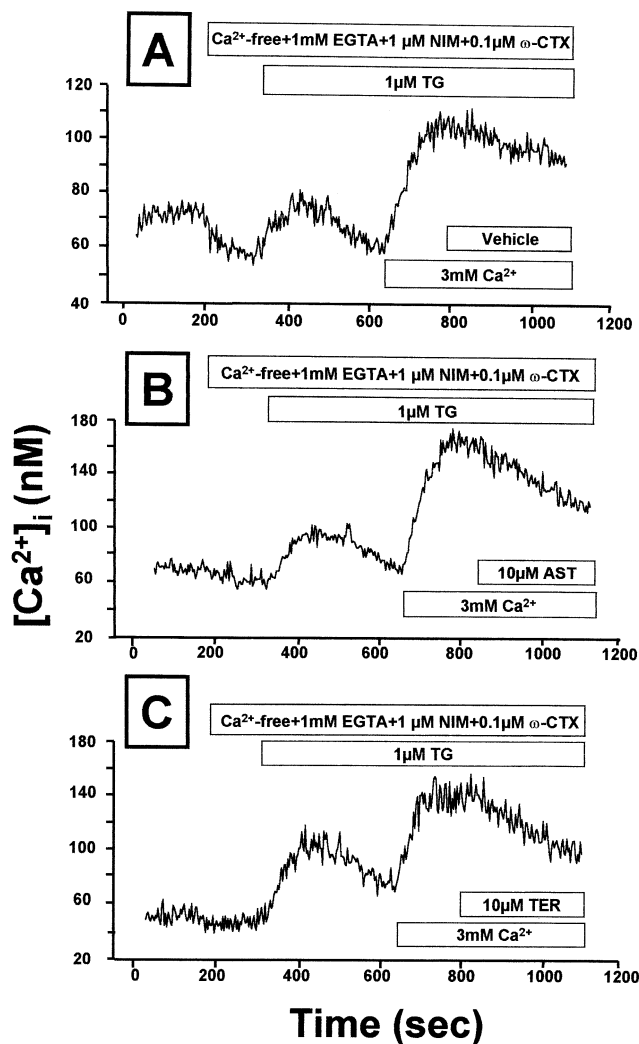 A
Ca²⁺-free+1mM EGTA+1 µM NIM+0.1µM ω-CTX
1µM TG
120
100
80
60
40
Vehicle
3mM Ca²⁺
0 200 400 600 800 1000 1200
B
Ca²⁺-free+1mM EGTA+1 µM NIM+0.1µM ω-CTX
1µM TG
180
140
100
60
20
10µM AST
3mM Ca²⁺
0 200 400 600 800 1000 1200
[Ca²⁺]ᵢ (nM)
C
Ca²⁺-free+1mM EGTA+1 µM NIM+0.1µM ω-CTX
1µM TG
180
140
100
60
20
10µM TER
3mM Ca²⁺
0 200 400 600 800 1000 1200
Time (sec)